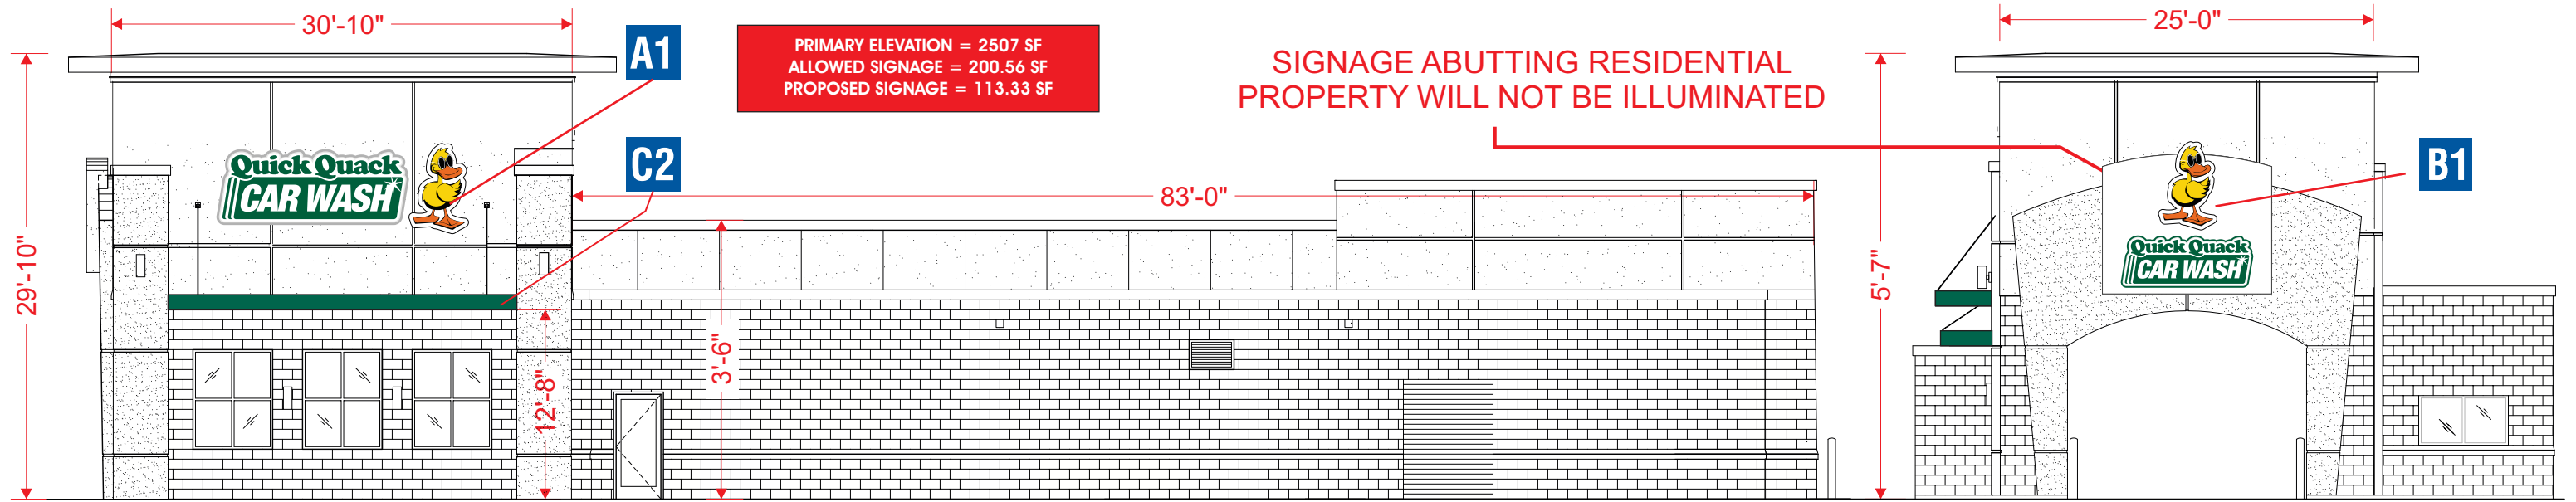 30'-10"
A1
PRIMARY ELEVATION = 2507 SF
ALLOWED SIGNAGE = 200.56 SF
PROPOSED SIGNAGE = 113.33 SF
SIGNAGE ABUTTING RESIDENTIAL
PROPERTY WILL NOT BE ILLUMINATED
25'-0"
C2
B1
Quick Quack
CAR WASH
83'-0"
Quick Quack
CAR WASH
29'-10"
12'-8"
3'-6"
5'-7"